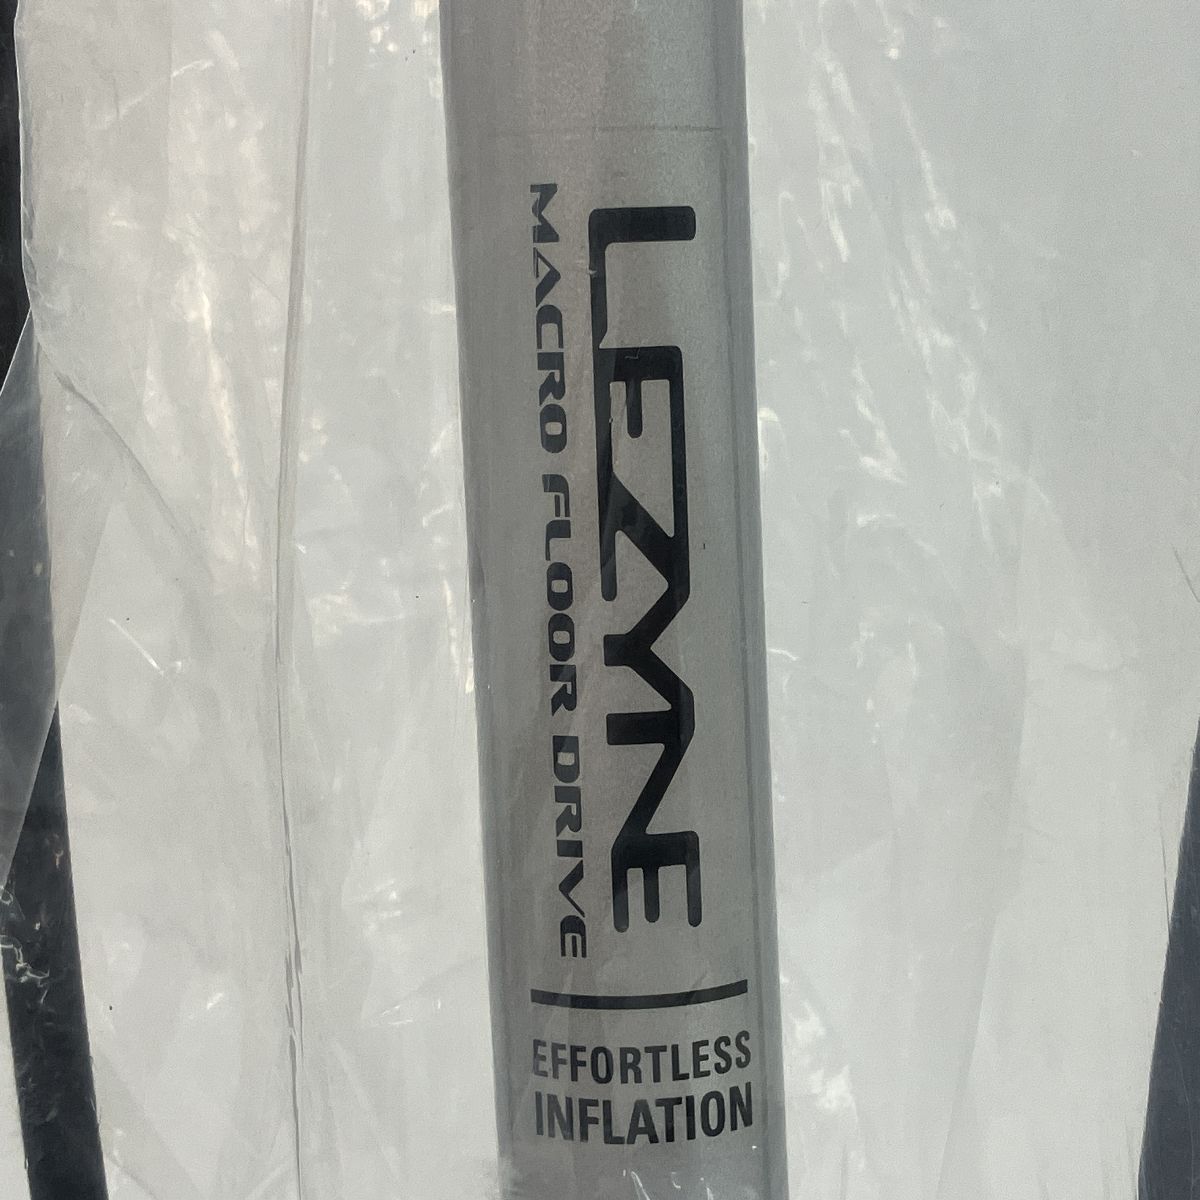 LEZYNE
MACRO FLOOR DRIVE
EFFORTLESS
INFLATION